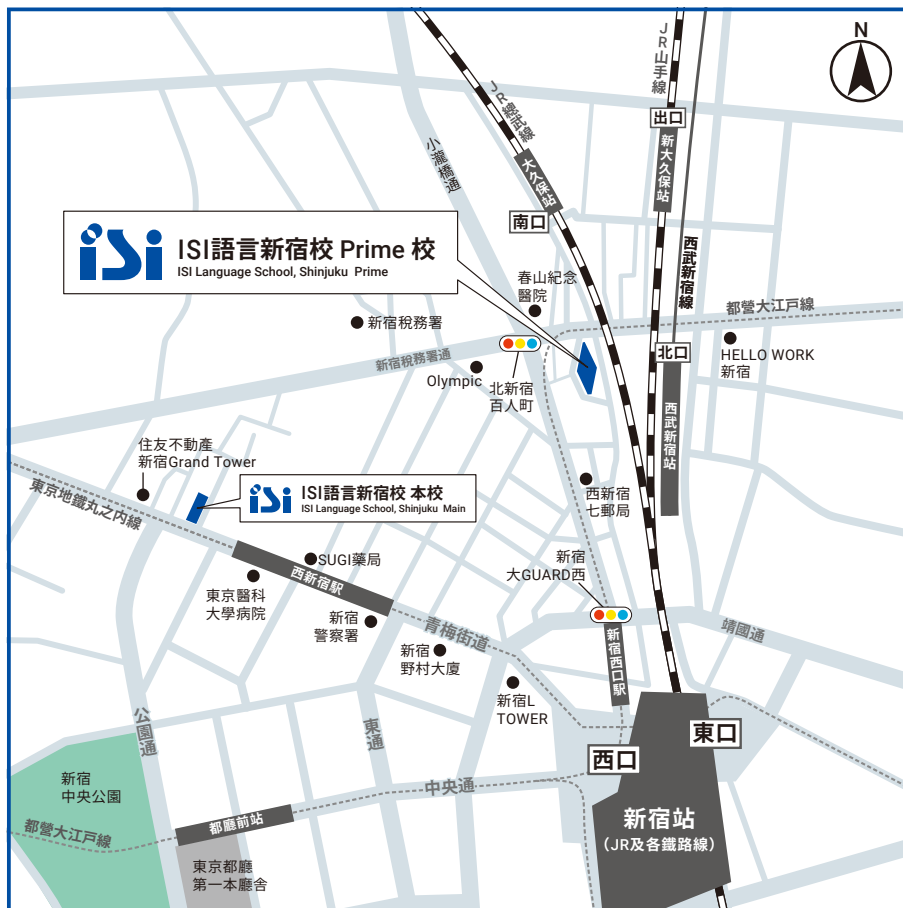 N
JR山手線
JR總武線
出口
新大久保站
小瀧橋通
大久保站
南口
西武新宿線
ISI
ISI語言新宿校 Prime 校
ISI Language School, Shinjuku Prime
春山紀念
醫院
都營大江戶線
新宿稅務署
新宿稅務署通
北口
HELLO WORK
新宿
Olympic
北新宿
百人町
西武新宿站
住友不動產
新宿Grand Tower
東京地鐵丸之内線
ISI
ISI語言新宿校 本校
ISI Language School, Shinjuku Main
西新宿
七郵局
新宿
大GUARD西
SUGI藥局
西新宿駅
東京醫科
大學病院
新宿
警察署
青梅街道
新宿西口駅
靖國通
新宿
野村大廈
新宿L
TOWER
公園通
東通
東口
西口
新宿
中央公園
中央通
新宿站
(JR及各鐵路線)
都廳前站
都營大江戶線
東京都廳
第一本廳舍